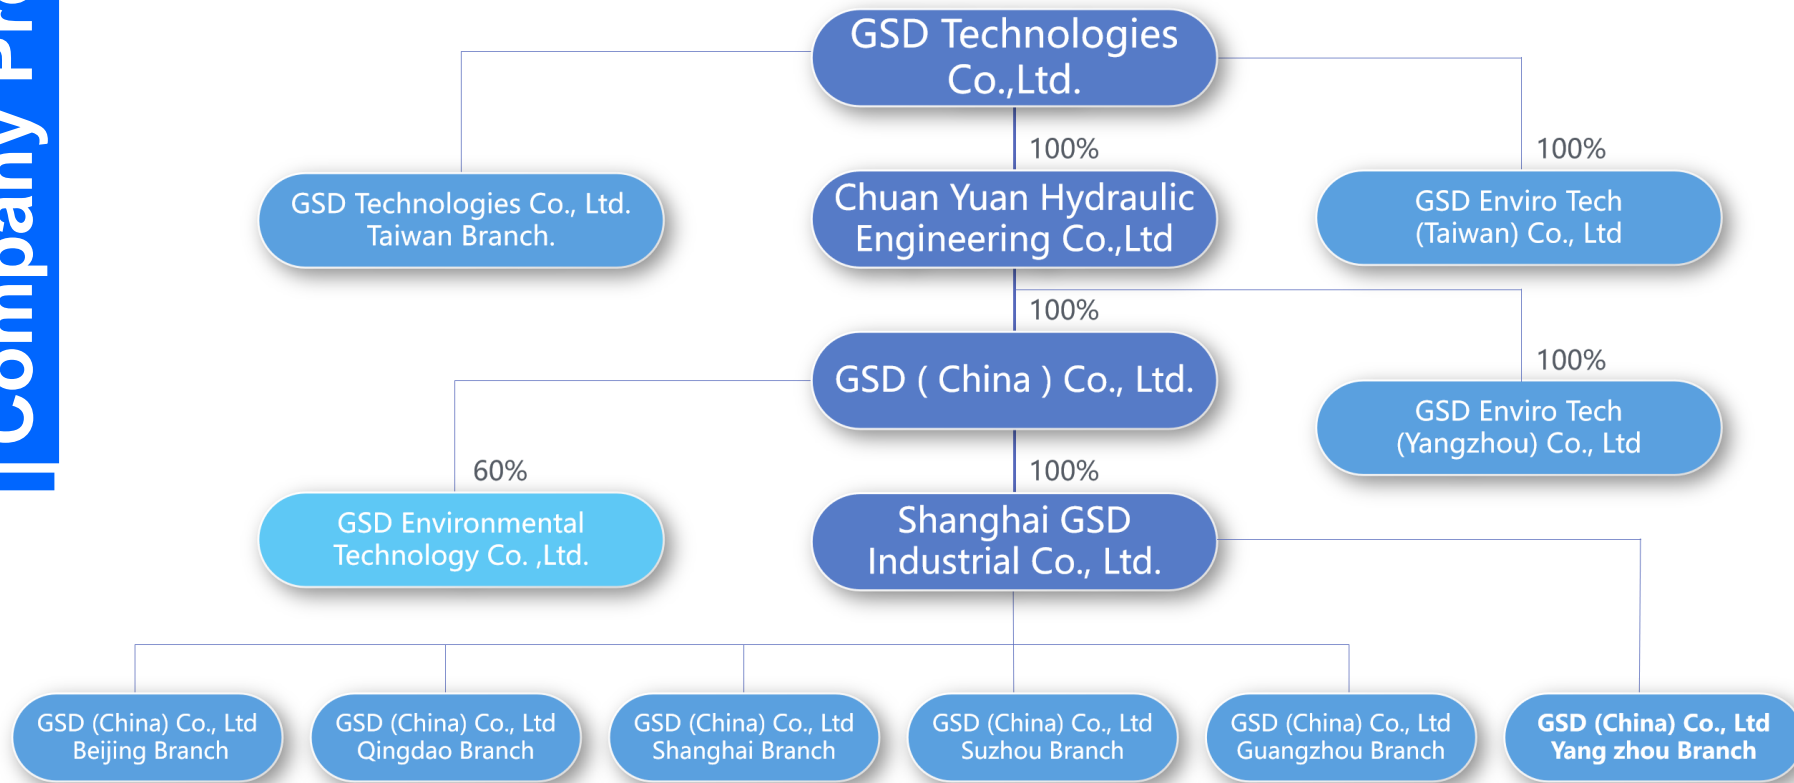 Company
GSD Technologies
Co.,Ltd.
100%
100%
GSD Technologies Co., Ltd.
Taiwan Branch.
Chuan Yuan Hydraulic
Engineering Co.,Ltd
GSD Enviro Tech
(Taiwan) Co., Ltd
100%
GSD ( China ) Co., Ltd.
100%
GSD Enviro Tech
(Yangzhou) Co., Ltd
60%
100%
GSD Environmental
Technology Co. ,Ltd.
Shanghai GSD
Industrial Co., Ltd.
GSD (China) Co., Ltd
Beijing Branch
GSD (China) Co., Ltd
Qingdao Branch
GSD (China) Co., Ltd
Shanghai Branch
GSD (China) Co., Ltd
Suzhou Branch
GSD (China) Co., Ltd
Guangzhou Branch
GSD (China) Co., Ltd
Yang zhou Branch